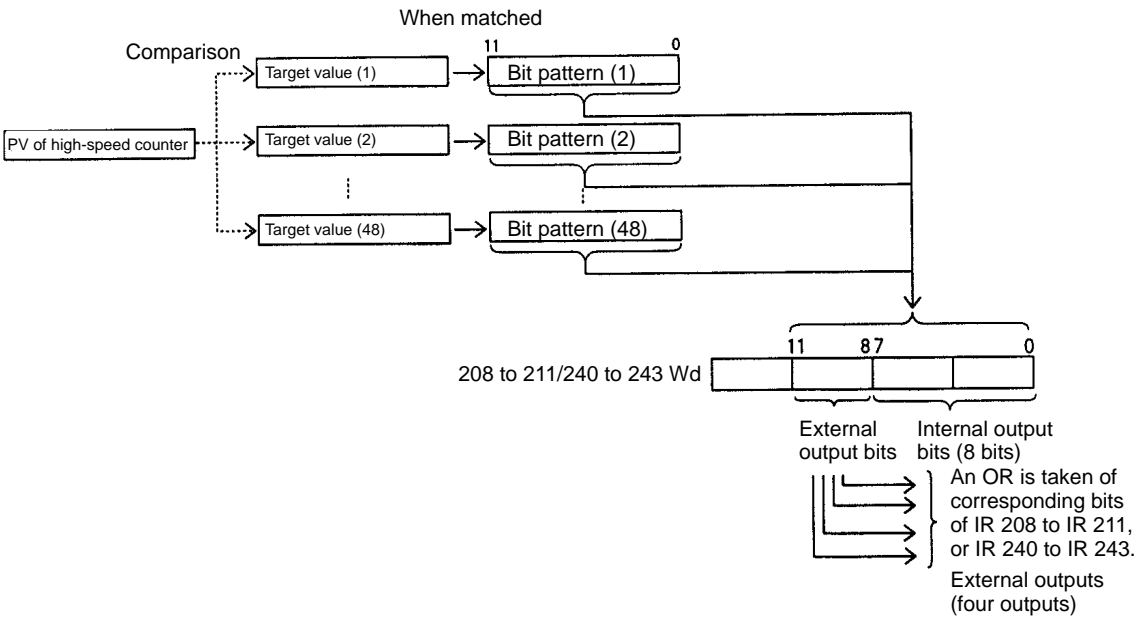 When matched
Comparison
11 0
Target value (1)
Bit pattern (1)
PV of high-speed counter
Target value (2)
Bit pattern (2)
Target value (48)
Bit pattern (48)
11 8 7 0
208 to 211/240 to 243 Wd
External
output bits
Internal output
bits (8 bits)
An OR is taken of
corresponding bits
of IR 208 to IR 211,
or IR 240 to IR 243.
External outputs
(four outputs)